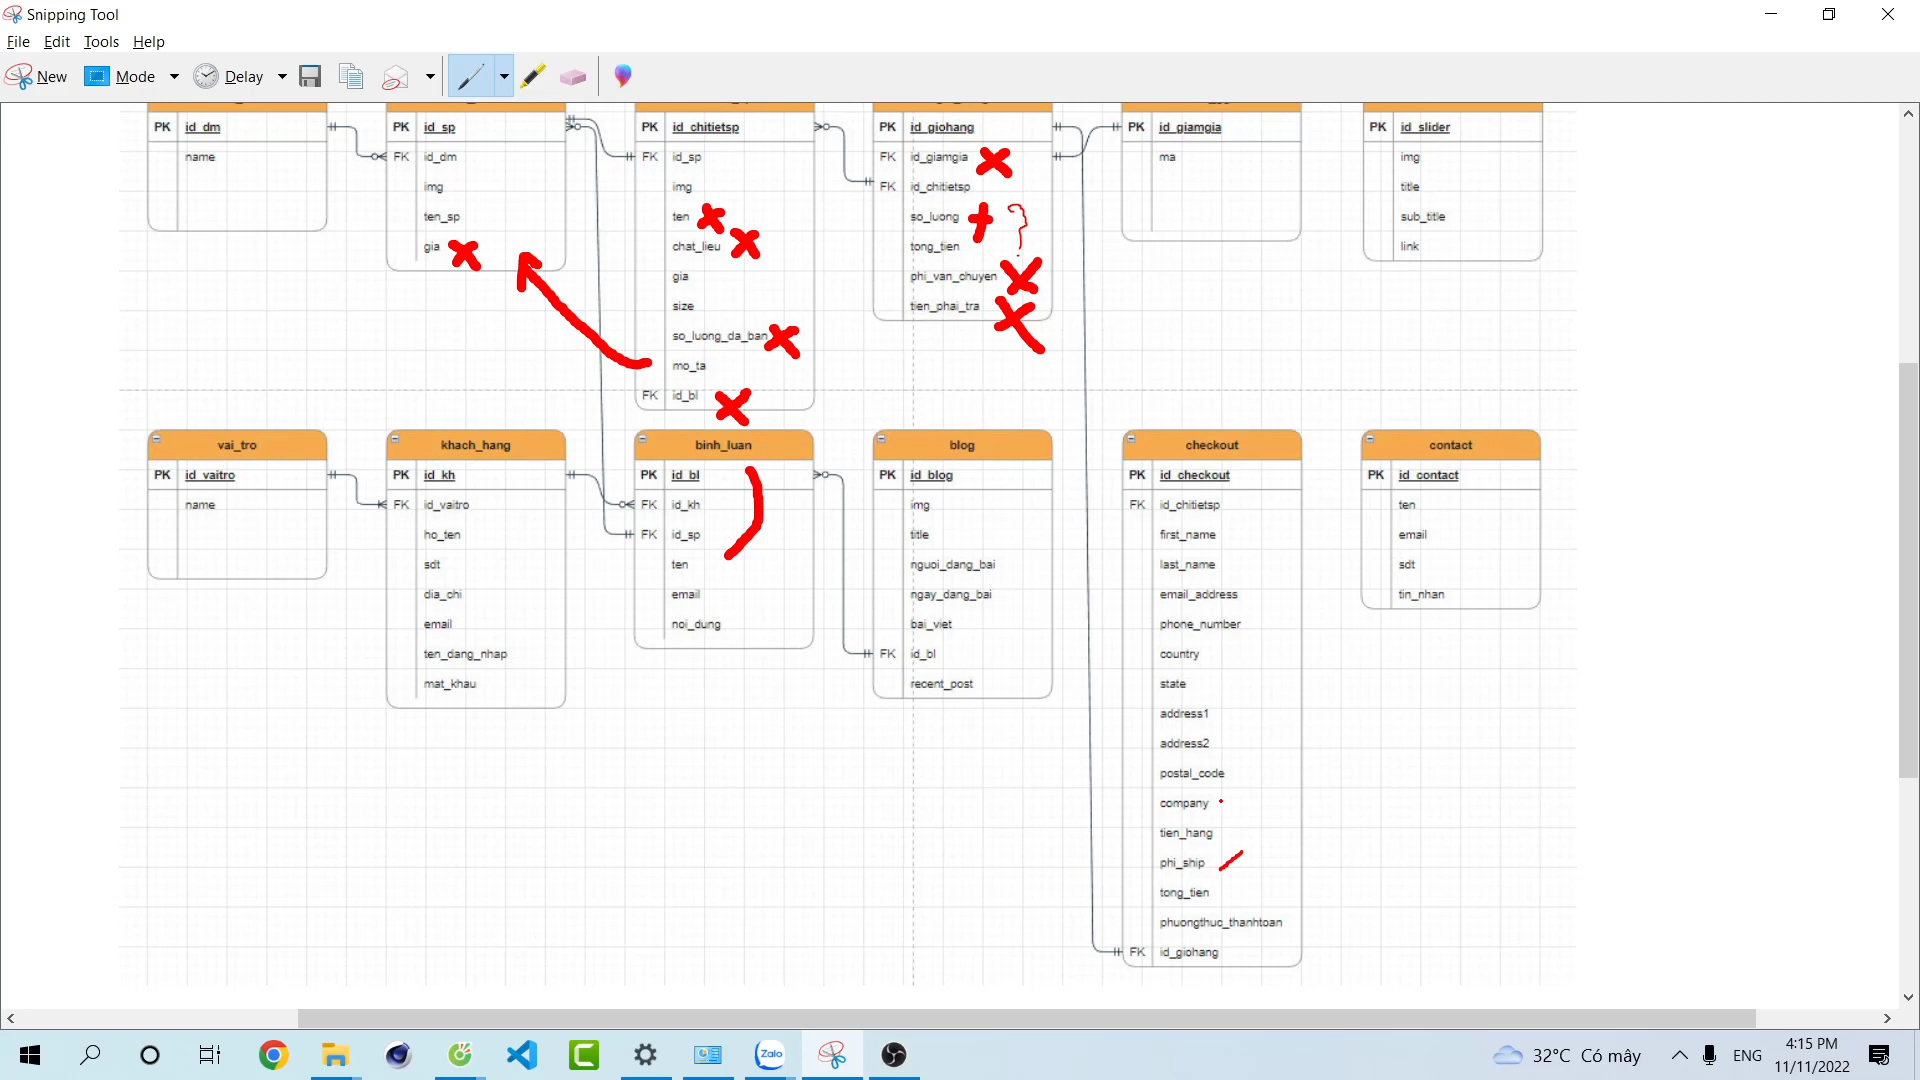 Snipping Tool
File Edit Tools Help
New Mode Delay
PK id_dm
name
PK id_sp
FK id_dm
img
ten_sp
gia
PK id_chitietsp
FK id_sp
img
ten
chat_lieu
gia
size
so_luong_da_ban
mo_ta
FK id_bl
PK id_giohang
FK id_giamgia
FK id_chitietsp
so_luong
tong_tien
phi_van_chuyen
tien_phai_tra
PK id_giamgia
ma
PK id_slider
img
title
sub_title
link
vai_tro
PK id_vaitro
name
khach_hang
PK id_kh
FK id_vaitro
ho_ten
sdt
dia_chi
email
ten_dang_nhap
mat_khau
binh_luan
PK id_bl
FK id_kh
FK id_sp
ten
email
noi_dung
blog
PK id_blog
img
title
nguoi_dang_bai
ngay_dang_bai
bai_viet
FK id_bl
recent_post
checkout
PK id_checkout
FK id_chitietsp
first_name
last_name
email_address
phone_number
country
state
address1
address2
postal_code
company
tien_hang
phi_ship
tong_tien
phuongthuc_thanhtoan
FK id_giohang
contact
PK id_contact
ten
email
sdt
tin_nhan
Zalo
32°C Có mây
ENG
4:15 PM
11/11/2022